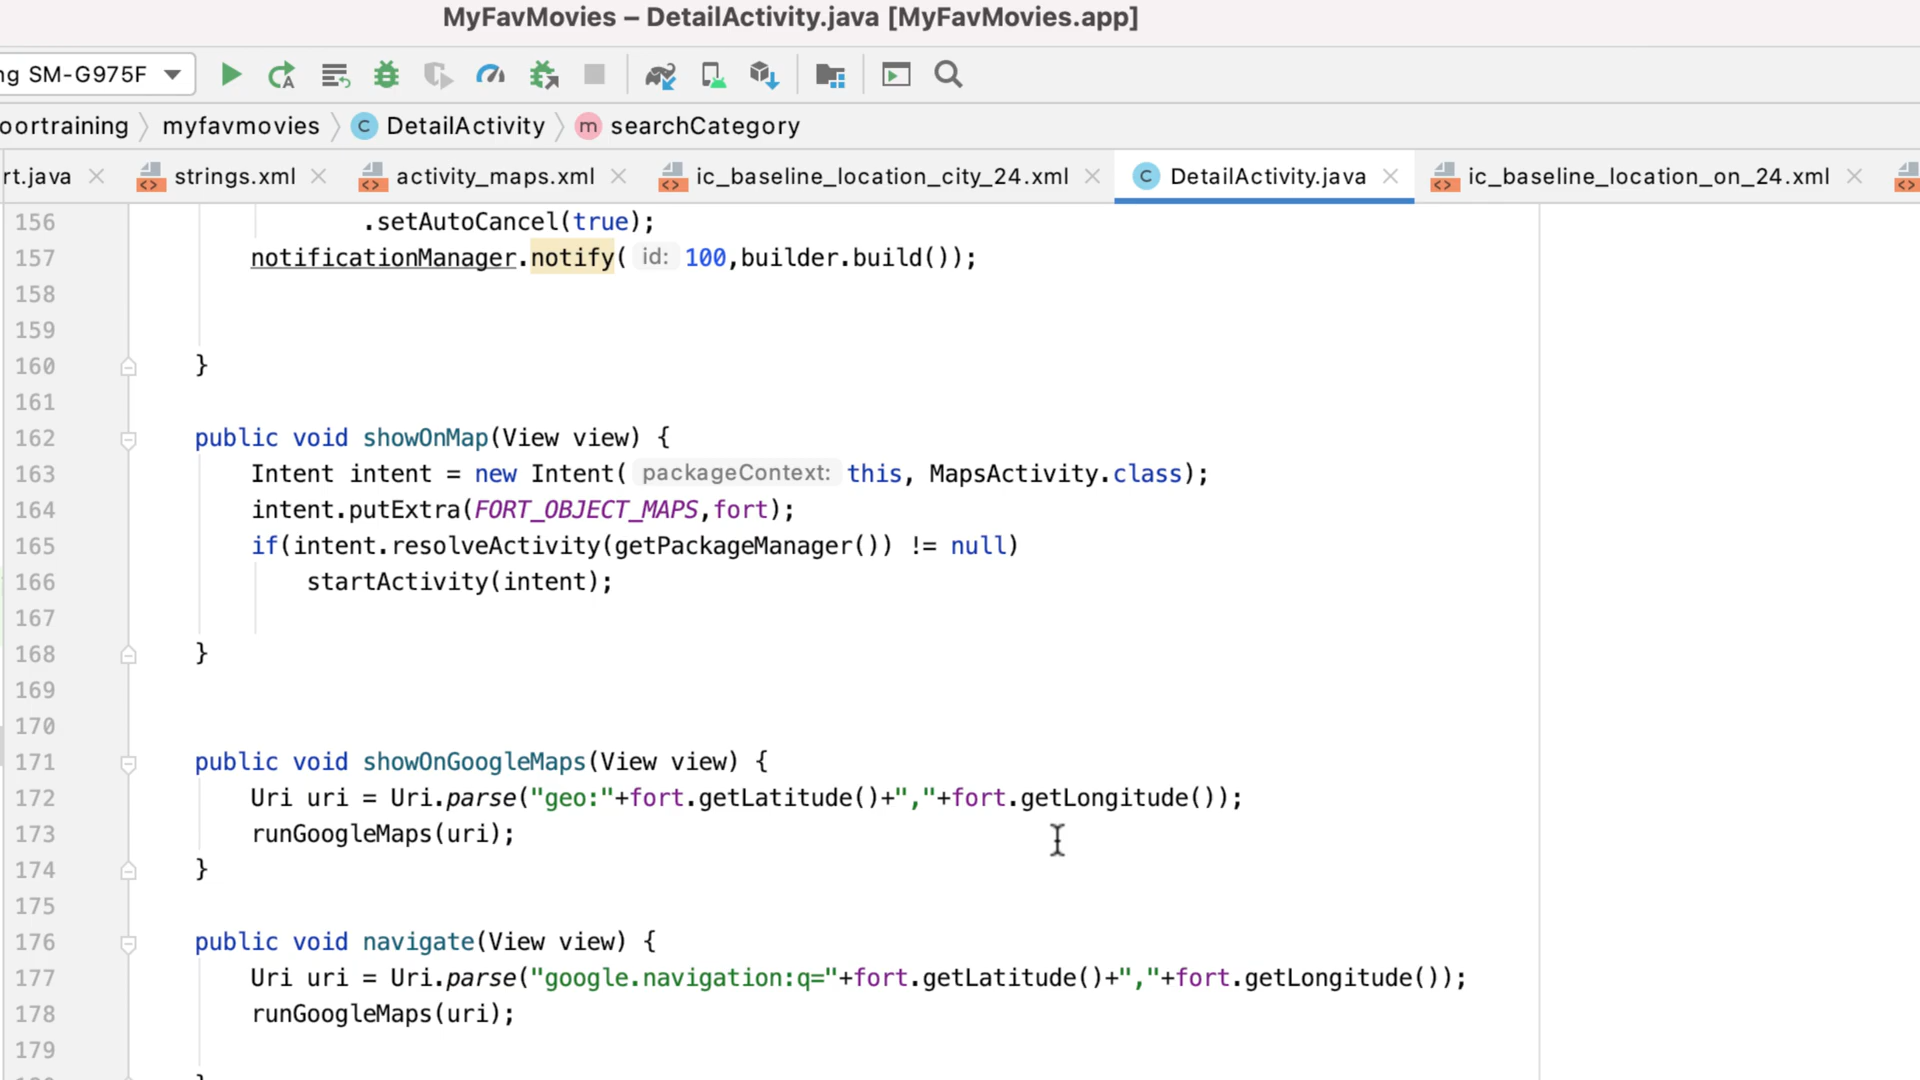 MyFavMovies – DetailActivity.java [MyFavMovies.app]
ng SM-G975F
oortraining myfavmovies C DetailActivity m searchCategory
rt.java strings.xml activity_maps.xml ic_baseline_location_city_24.xml C DetailActivity.java ic_baseline_location_on_24.xml
156 .setAutoCancel(true);
157 notificationManager.notify( id: 100,builder.build());
158
159
160 }
161
162 public void showOnMap(View view) {
163 Intent intent = new Intent( packageContext: this, MapsActivity.class);
164 intent.putExtra(FORT_OBJECT_MAPS,fort);
165 if(intent.resolveActivity(getPackageManager()) != null)
166 startActivity(intent);
167
168 }
169
170
171 public void showOnGoogleMaps(View view) {
172 Uri uri = Uri.parse("geo:"+fort.getLatitude()+","+fort.getLongitude());
173 runGoogleMaps(uri);
174 }
175
176 public void navigate(View view) {
177 Uri uri = Uri.parse("google.navigation:q="+fort.getLatitude()+","+fort.getLongitude());
178 runGoogleMaps(uri);
179